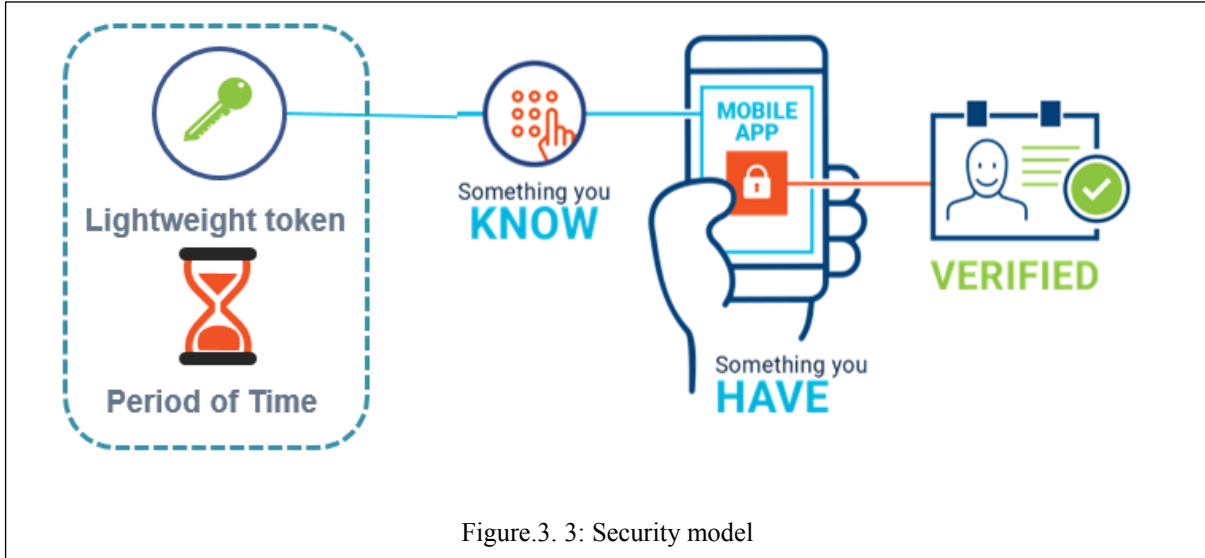 Lightweight token
Period of Time
Something you
KNOW
MOBILE
APP
Something you
HAVE
VERIFIED
Figure.3. 3: Security model